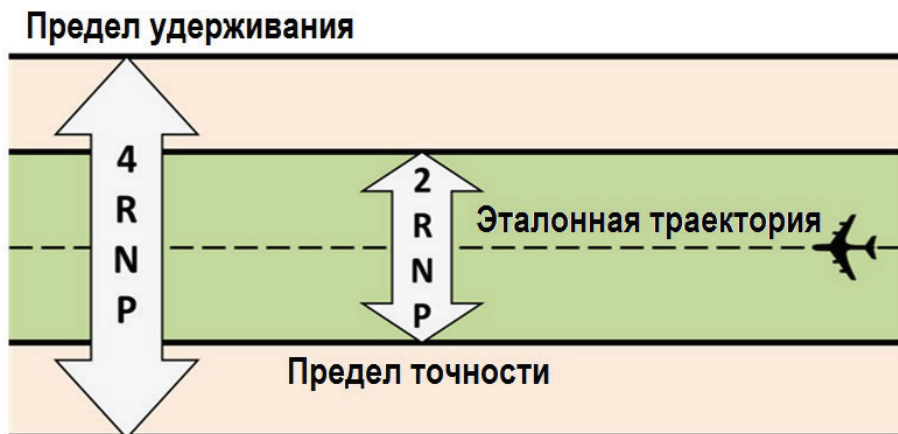 Предел удерживания
4
R
N
P
2
R
N
P
Эталонная траектория
Предел точности